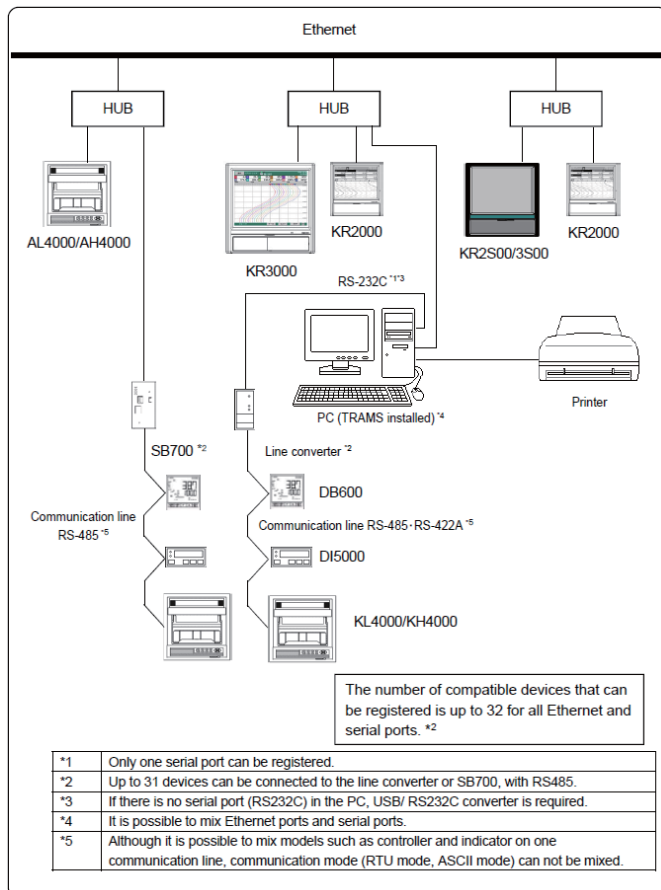 Ethernet
HUB
HUB
HUB
AL4000/AH4000
KR3000
KR2000
KR2S00/3S00
KR2000
RS-232C *1*3
PC (TRAMS installed) *4
Printer
SB700 *2
Line converter *2
DB600
Communication line
RS-485 *5
Communication line RS-485·RS-422A *5
DI5000
KL4000/KH4000
The number of compatible devices that can
be registered is up to 32 for all Ethernet and
serial ports. *2
*1 Only one serial port can be registered.
*2 Up to 31 devices can be connected to the line converter or SB700, with RS485.
*3 If there is no serial port (RS232C) in the PC, USB/ RS232C converter is required.
*4 It is possible to mix Ethernet ports and serial ports.
*5 Although it is possible to mix models such as controller and indicator on one
communication line, communication mode (RTU mode, ASCII mode) can not be mixed.